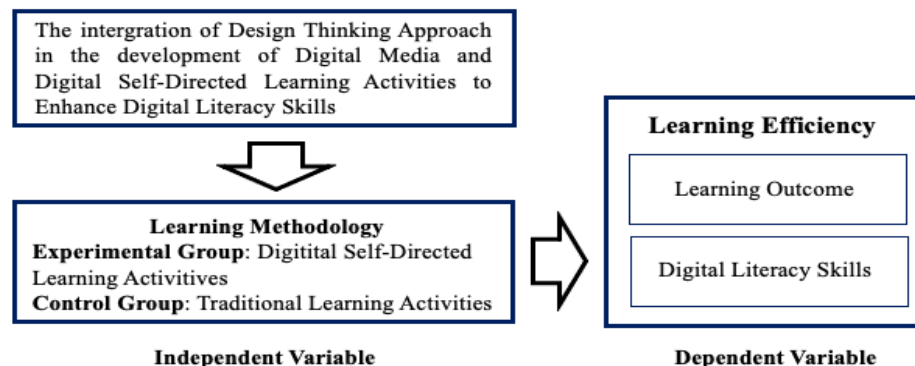 The intergration of Design Thinking Approach
in the development of Digital Media and
Digital Self-Directed Learning Activities to
Enhance Digital Literacy Skills
Learning Methodology
Experimental Group: Digitital Self-Directed
Learning Activitives
Control Group: Traditional Learning Activities
Independent Variable
Learning Efficiency
Learning Outcome
Digital Literacy Skills
Dependent Variable